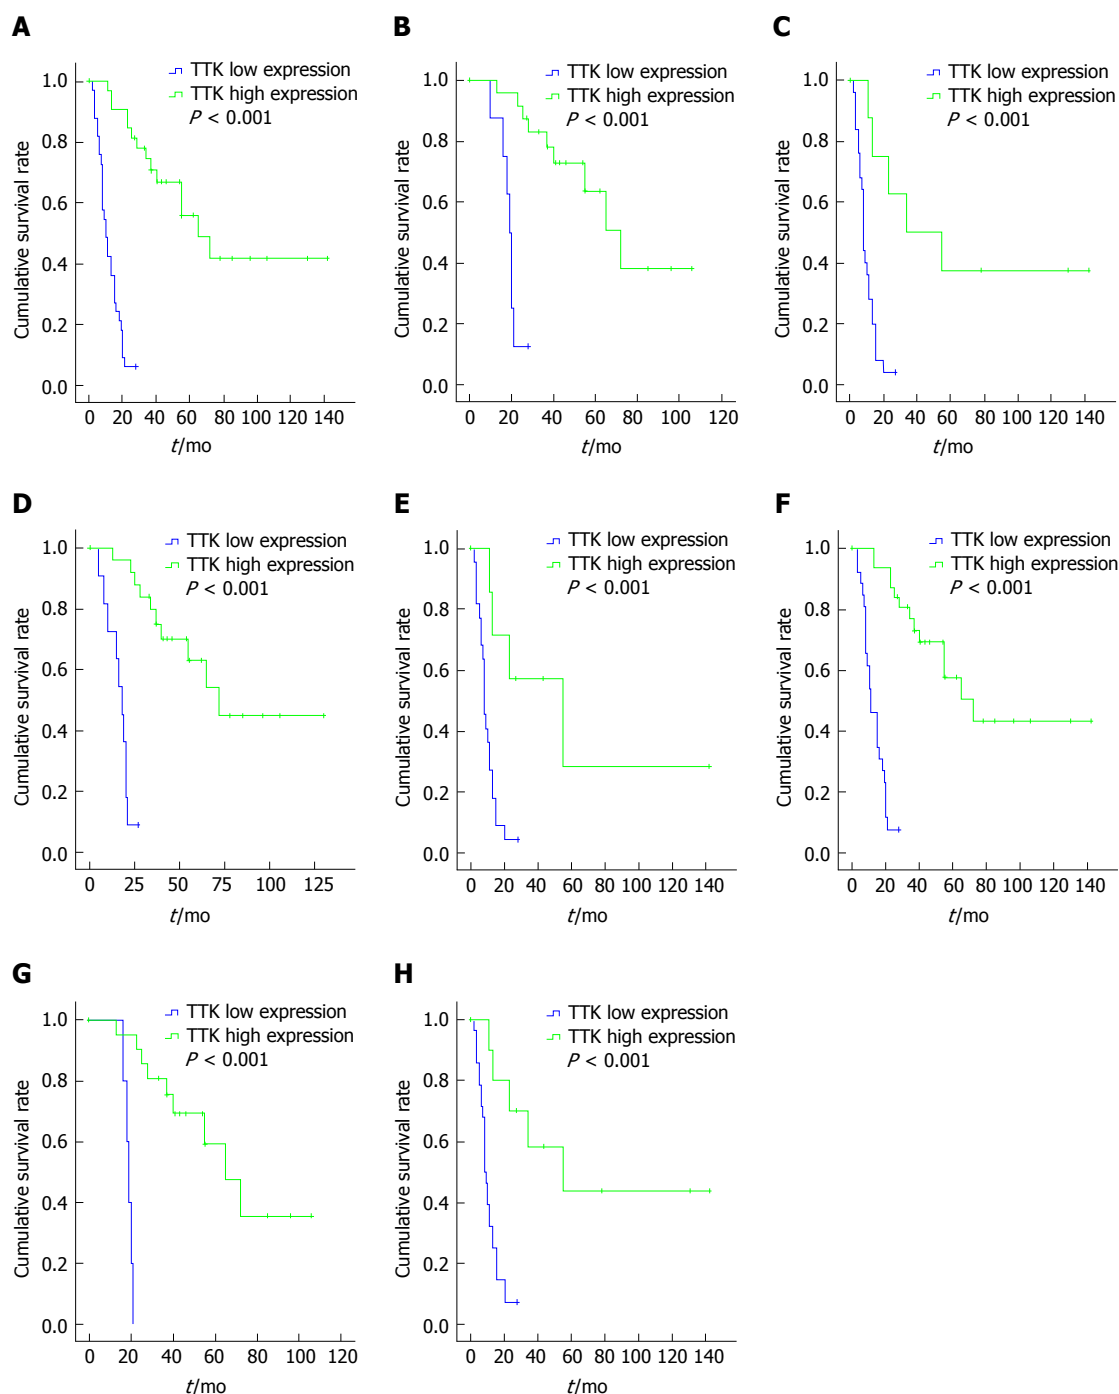 A
TTK low expression
TTK high expression
P < 0.001
1.0
0.8
0.6
0.4
0.2
0.0
Cumulative survival rate
0 20 40 60 80 100 120 140
t/mo
B
TTK low expression
TTK high expression
P < 0.001
1.0
0.8
0.6
0.4
0.2
0.0
Cumulative survival rate
0 20 40 60 80 100 120
t/mo
C
TTK low expression
TTK high expression
P < 0.001
1.0
0.8
0.6
0.4
0.2
0.0
Cumulative survival rate
0 20 40 60 80 100 120 140
t/mo
D
TTK low expression
TTK high expression
P < 0.001
1.0
0.8
0.6
0.4
0.2
0.0
Cumulative survival rate
0 25 50 75 100 125
t/mo
E
TTK low expression
TTK high expression
P < 0.001
1.0
0.8
0.6
0.4
0.2
0.0
Cumulative survival rate
0 20 40 60 80 100 120 140
t/mo
F
TTK low expression
TTK high expression
P < 0.001
1.0
0.8
0.6
0.4
0.2
0.0
Cumulative survival rate
0 20 40 60 80 100 120 140
t/mo
G
TTK low expression
TTK high expression
P < 0.001
1.0
0.8
0.6
0.4
0.2
0.0
Cumulative survival rate
0 20 40 60 80 100 120
t/mo
H
TTK low expression
TTK high expression
P < 0.001
1.0
0.8
0.6
0.4
0.2
0.0
Cumulative survival rate
0 20 40 60 80 100 120 140
t/mo